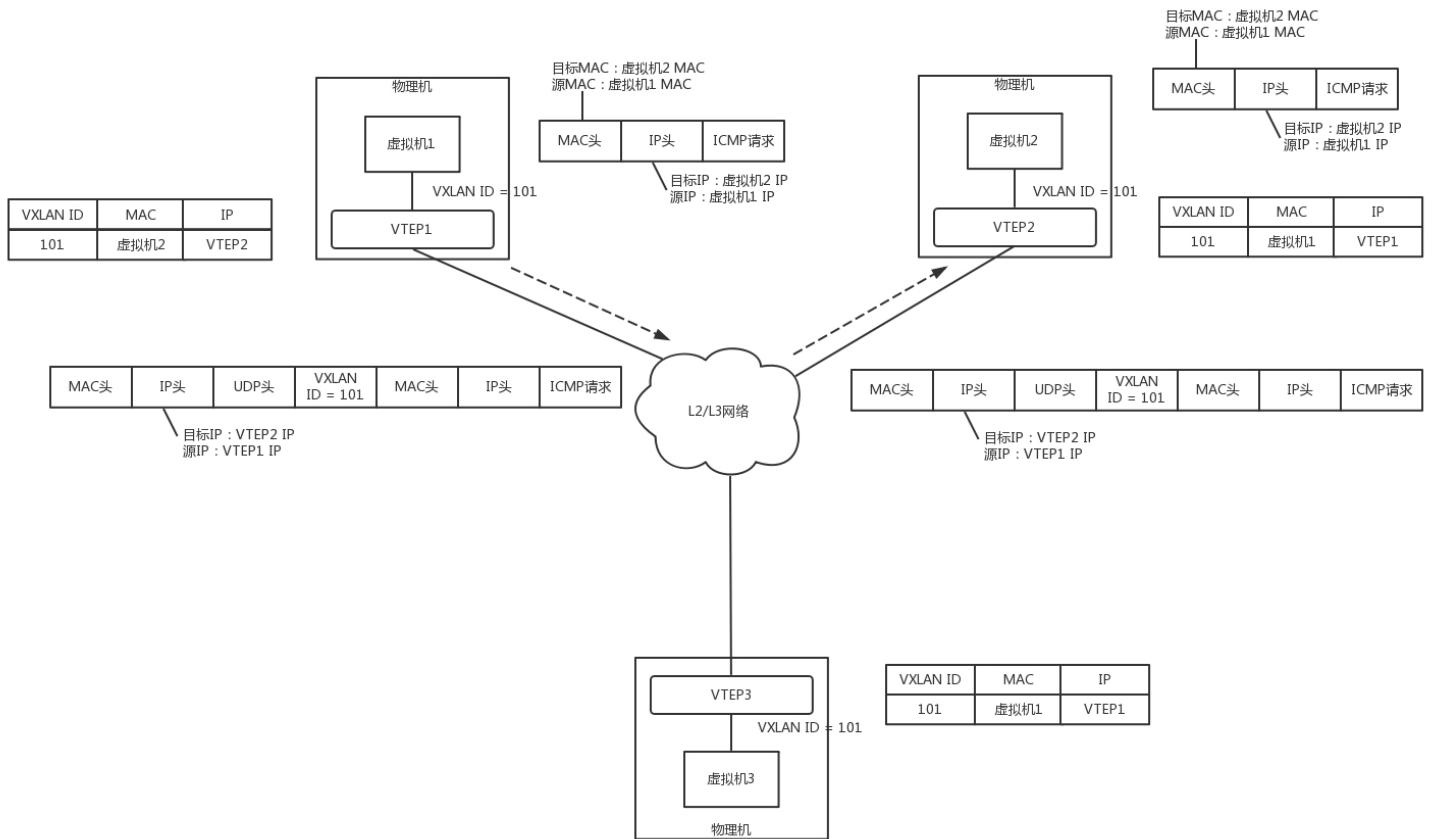 目标MAC：虚拟机2 MAC
源MAC：虚拟机1 MAC
MAC头 IP头 ICMP请求
目标IP：虚拟机2 IP
源IP：虚拟机1 IP
物理机
虚拟机1
VXLAN ID = 101
VTEP1
目标MAC：虚拟机2 MAC
源MAC：虚拟机1 MAC
MAC头 IP头 ICMP请求
目标IP：虚拟机2 IP
源IP：虚拟机1 IP
物理机
虚拟机2
VXLAN ID = 101
VTEP2
VXLAN ID MAC IP
101 虚拟机2 VTEP2
VXLAN ID MAC IP
101 虚拟机1 VTEP1
MAC头 IP头 UDP头 VXLAN
ID = 101 MAC头 IP头 ICMP请求
目标IP：VTEP2 IP
源IP：VTEP1 IP
L2/L3网络
MAC头 IP头 UDP头 VXLAN
ID = 101 MAC头 IP头 ICMP请求
目标IP：VTEP2 IP
源IP：VTEP1 IP
VTEP3
VXLAN ID = 101
虚拟机3
物理机
VXLAN ID MAC IP
101 虚拟机1 VTEP1